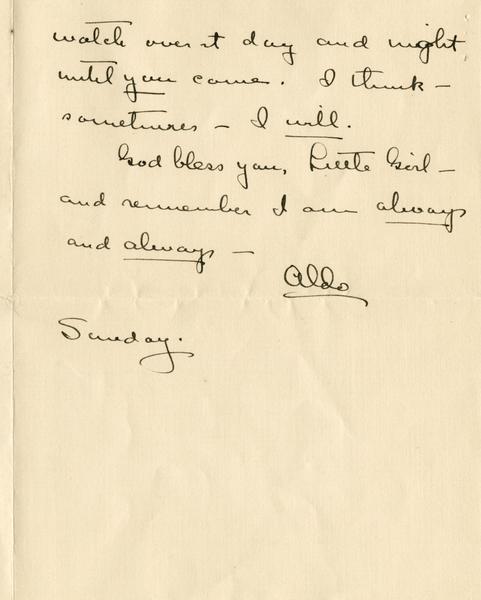 watch over it day and night
until you come. I think –
sometimes – I will.
God bless you, Little Girl –
and remember I am always
and always –
Aldo
Sunday.